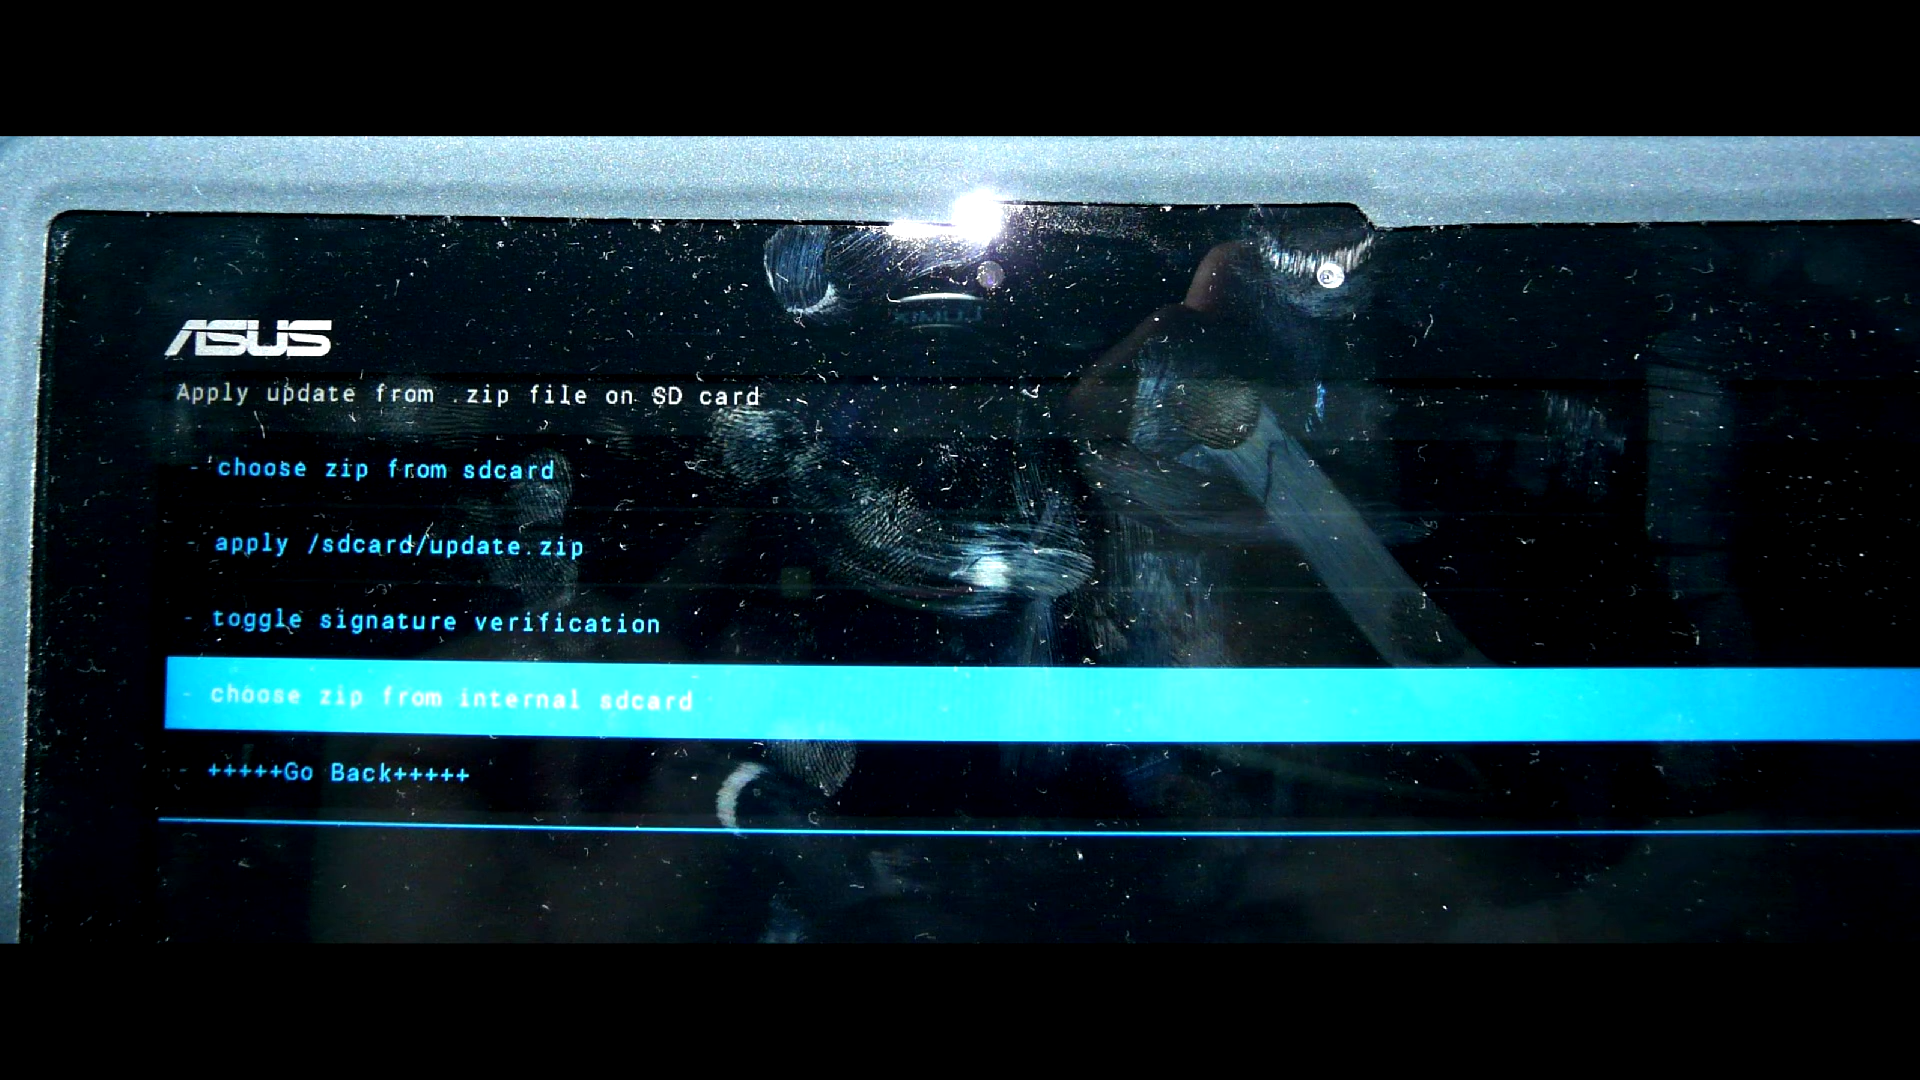 ASUS
Apply update from .zip file on SD card
- choose zip from sdcard
- apply /sdcard/update.zip
- toggle signature verification
- choose zip from internal sdcard
- +++++Go Back+++++